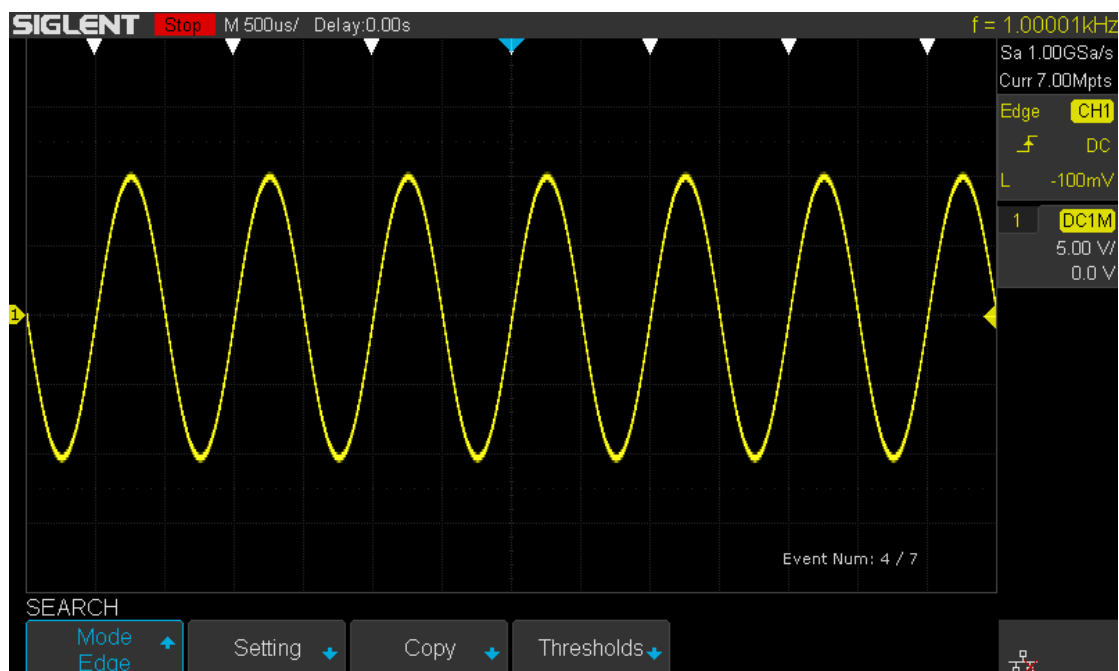 SIGLENT Stop M 500us/ Delay:0.00s f = 1.00001kHz
Sa 1.00GSa/s
Curr 7.00Mpts
Edge CH1
DC
L -100mV
1 DC1M
5.00 V/
0.0 V
1
Event Num: 4 / 7
SEARCH
Mode
Edge
Setting
Copy
Thresholds